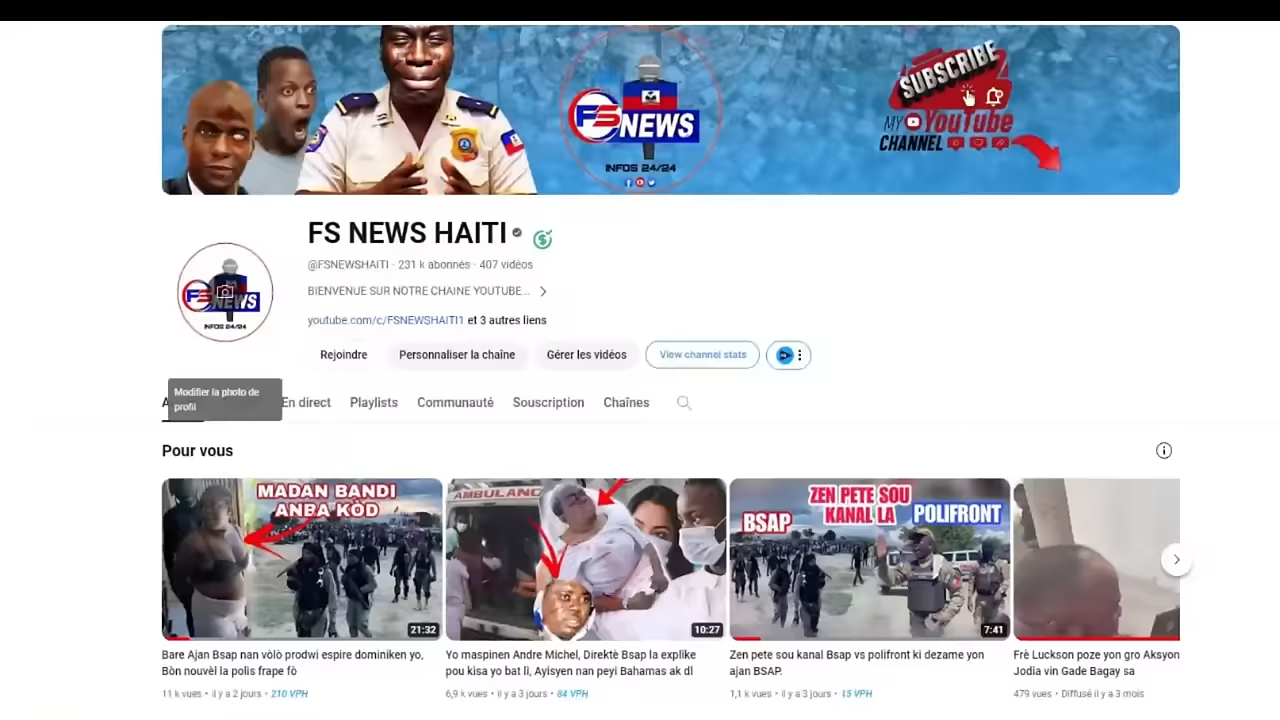 SUBSCRIBE
MY YouTube
CHANNEL
FS NEWS
INFOS 24/24
FS NEWS HAITI
@FSNEWSHAITI · 231 k abonnés · 407 vidéos
BIENVENUE SUR NOTRE CHAINE YOUTUBE...
youtube.com/c/FSNEWSHAITI1 et 3 autres liens
FS NEWS
INFOS 24/24
Rejoindre Personnaliser la chaîne Gérer les vidéos View channel stats
Modifier la photo de
profil
A En direct Playlists Communauté Souscription Chaînes
Pour vous
MADAN BANDI
ANBA KÒD
21:32
AMBULANC
10:27
ZEN PETE SOU
KANAL LA
BSAP
POLIFRONT
7:41
Bare Ajan Bsap nan vòlò prodwi espire dominiken yo,
Bòn nouvèl la polis frape fò
11 k vues • il y a 2 jours • 210 VPH
Yo maspinen Andre Michel, Direktè Bsap la explike
pou kisa yo bat li, Ayisyen nan peyi Bahamas ak dl
6,9 k vues • il y a 3 jours • 84 VPH
Zen pete sou kanal Bsap vs polifront ki dezame yon
ajan BSAP.
1,1 k vues • il y a 3 jours • 15 VPH
Frè Luckson poze yon gro Aksyon
Jodia vin Gade Bagay sa
479 vues • Diffusé il y a 3 mois